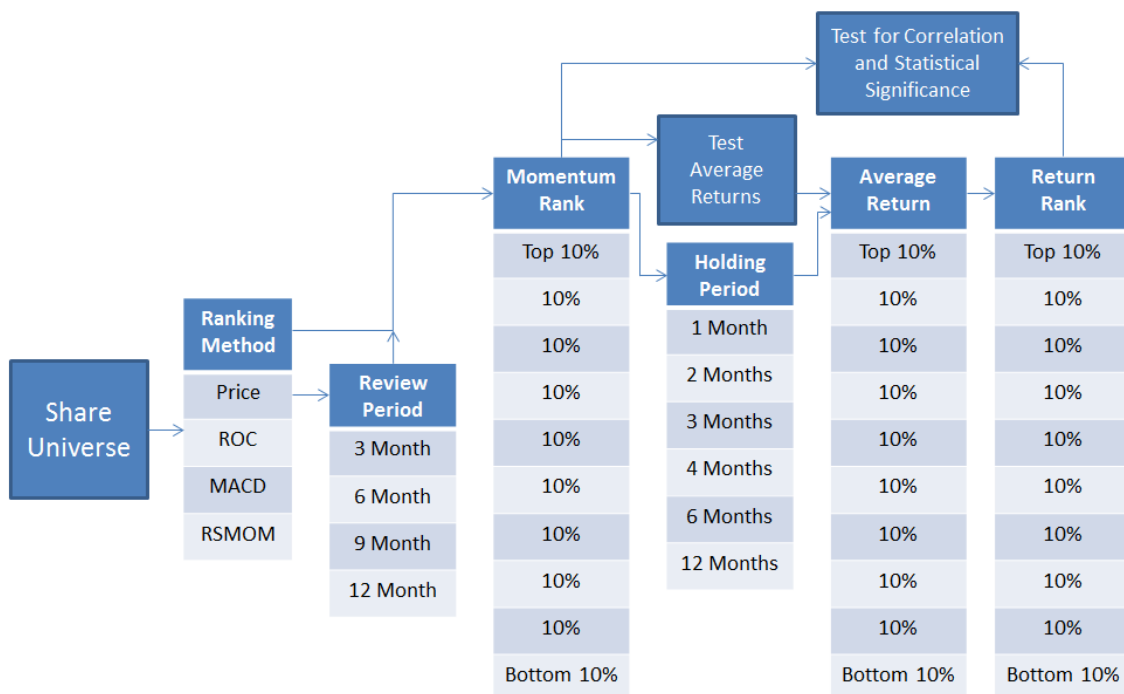 Test for Correlation
and Statistical
Significance
Test
Average
Returns
Momentum
Rank
Average
Return
Return
Rank
Top 10%
10%
10%
10%
10%
10%
10%
10%
10%
Bottom 10%
Holding
Period
1 Month
2 Months
3 Months
4 Months
6 Months
12 Months
Top 10%
10%
10%
10%
10%
10%
10%
10%
10%
Bottom 10%
Top 10%
10%
10%
10%
10%
10%
10%
10%
10%
Bottom 10%
Ranking
Method
Price
ROC
MACD
RSMOM
Review
Period
3 Month
6 Month
9 Month
12 Month
Share
Universe